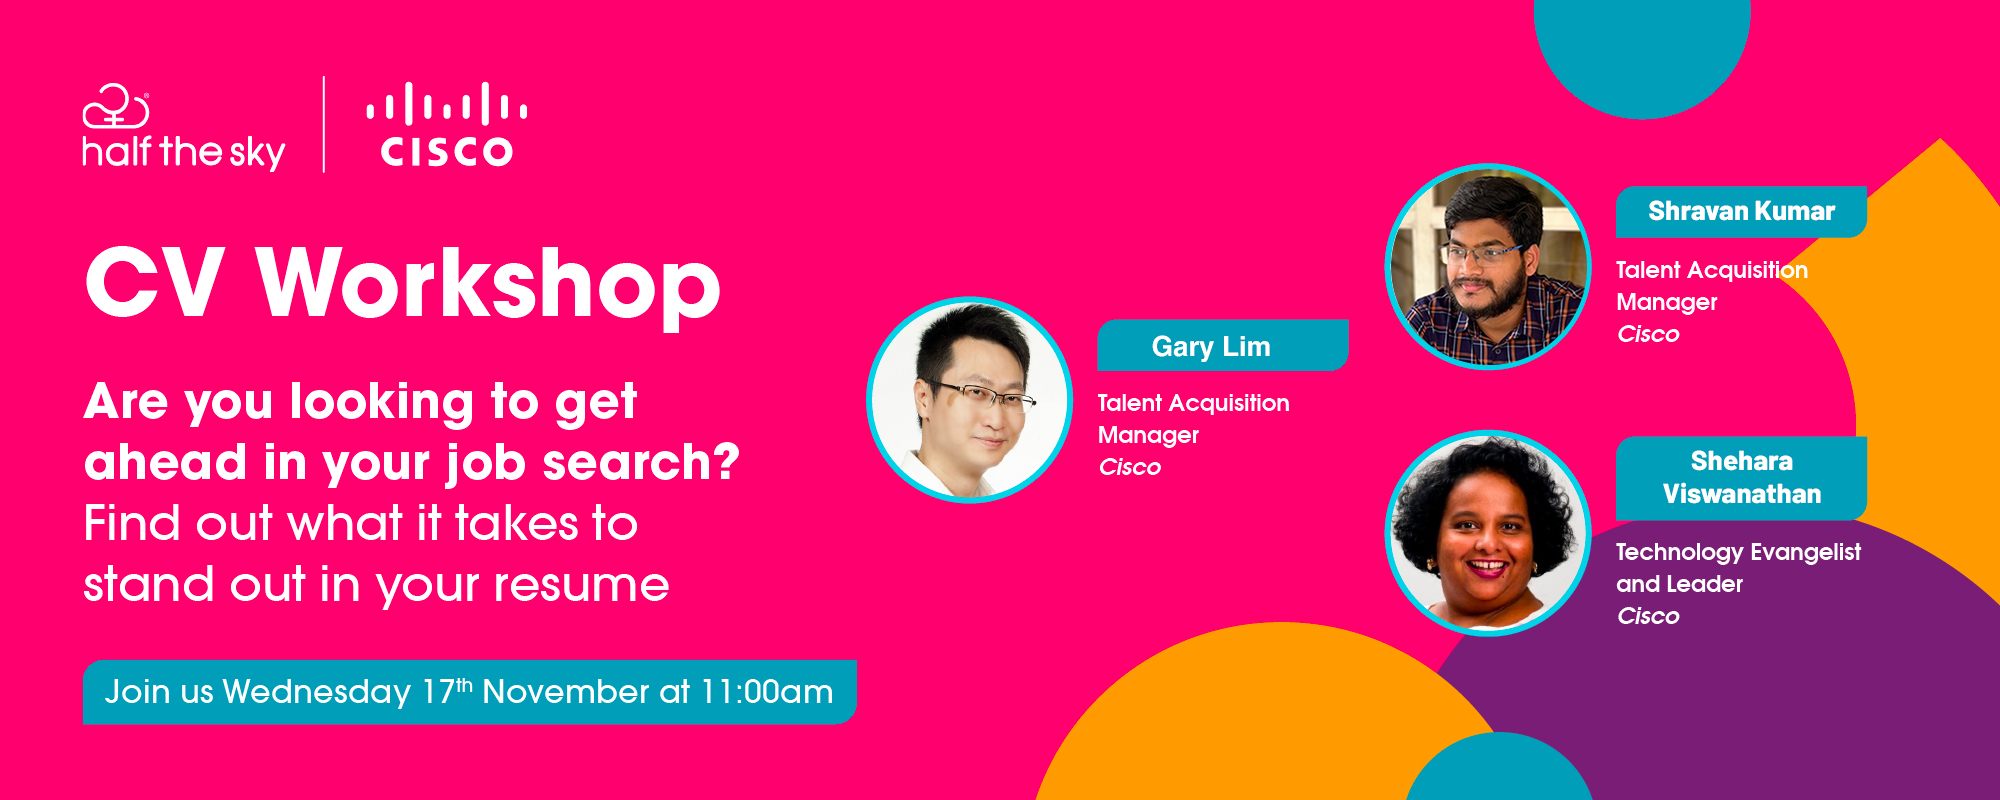 half the sky
CISCO
CV Workshop
Are you looking to get
ahead in your job search?
Find out what it takes to
stand out in your resume
Join us Wednesday 17th November at 11:00am
Gary Lim
Talent Acquisition
Manager
Cisco
Shravan Kumar
Talent Acquisition
Manager
Cisco
Shehara
Viswanathan
Technology Evangelist
and Leader
Cisco